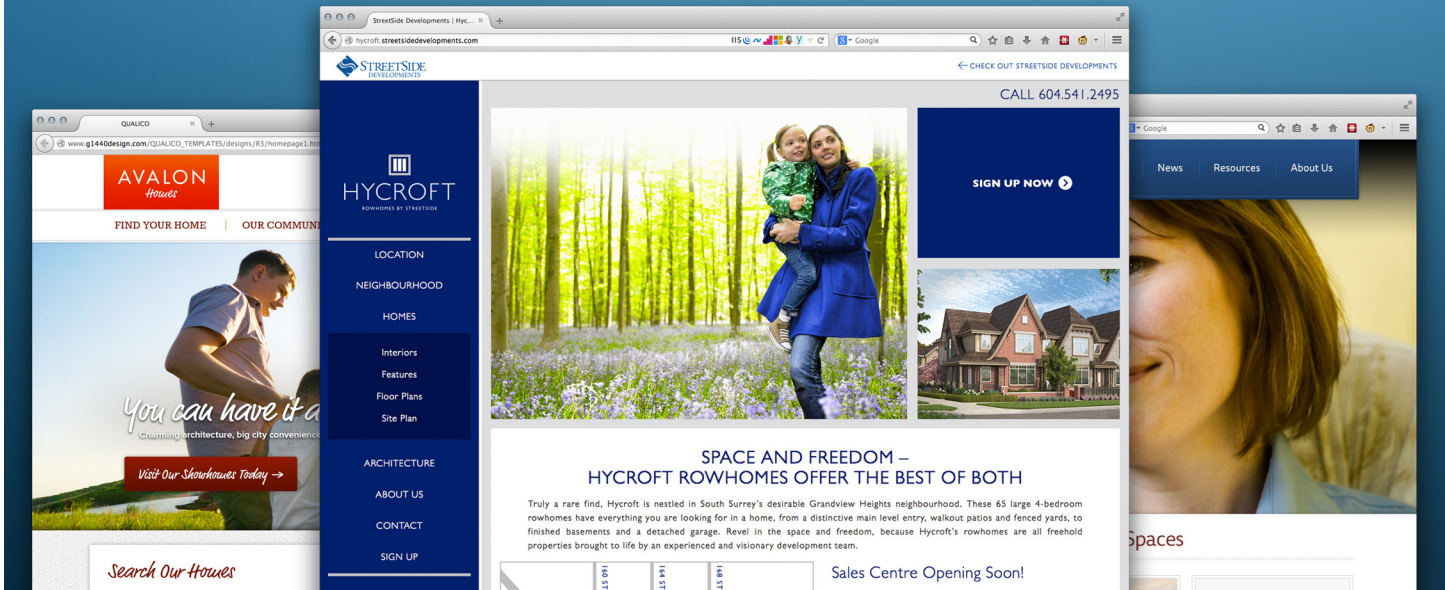 StreetSide Developments | Hyc...
hycroft.streetsidedevelopments.com
IIS
Google
STREETSIDE
DEVELOPMENTS
← CHECK OUT STREETSIDE DEVELOPMENTS
CALL 604.541.2495
HYCROFT
ROWHOMES BY STREETSIDE
LOCATION
NEIGHBOURHOOD
HOMES
Interiors
Features
Floor Plans
Site Plan
ARCHITECTURE
ABOUT US
CONTACT
SIGN UP
SIGN UP NOW
SPACE AND FREEDOM –
HYCROFT ROWHOMES OFFER THE BEST OF BOTH
Truly a rare find, Hycroft is nestled in South Surrey's desirable Grandview Heights neighbourhood. These 65 large 4-bedroom
rowhomes have everything you are looking for in a home, from a distinctive main level entry, walkout patios and fenced yards, to
finished basements and a detached garage. Revel in the space and freedom, because Hycroft's rowhomes are all freehold
properties brought to life by an experienced and visionary development team.
160 ST
164 ST
168 ST
Sales Centre Opening Soon!
QUALICO
www.g1440design.com/QUALICO_TEMPLATES/designs/R3/homepage1.htm
AVALON
Homes
FIND YOUR HOME
OUR COMMUNI
You can have it a
Charming architecture, big city convenience
Visit Our Showhomes Today →
Search Our Homes
Google
News
Resources
About Us
Spaces